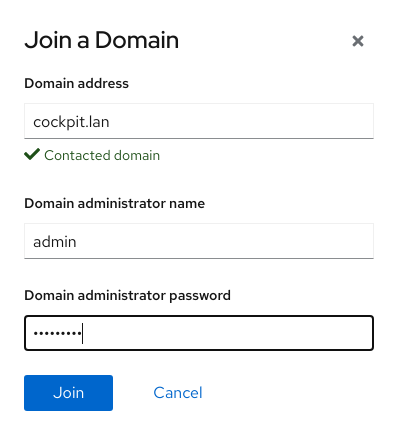 Join a Domain
Domain address
cockpit.lan
Contacted domain
Domain administrator name
admin
Domain administrator password
•••••••••
Join Cancel